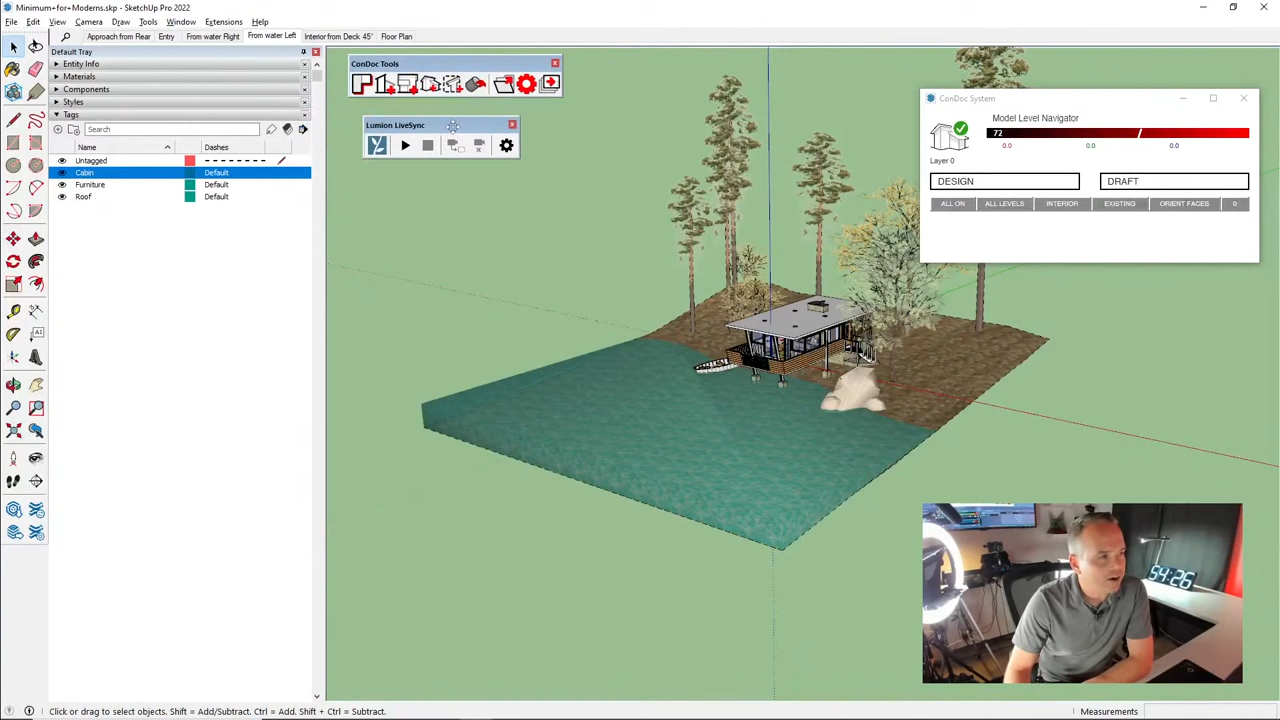 Minimum+for+Moderns.skp - SketchUp Pro 2022
File Edit View Camera Draw Tools Window Extensions Help
Approach from Rear Entry From water Right From water Left Interior from Deck 45° Floor Plan
Default Tray
Entity Info
Materials
Components
Styles
Tags
Search
Name Dashes
Untagged
Cabin Default
Furniture Default
Roof Default
ConDoc Tools
Lumion LiveSync
ConDoc System
Model Level Navigator
72
0.0 0.0 0.0
Layer 0
DESIGN DRAFT
ALL ON ALL LEVELS INTERIOR EXISTING ORIENT FACES 0
54:26
Click or drag to select objects. Shift = Add/Subtract. Ctrl = Add. Shift + Ctrl = Subtract.
Measurements